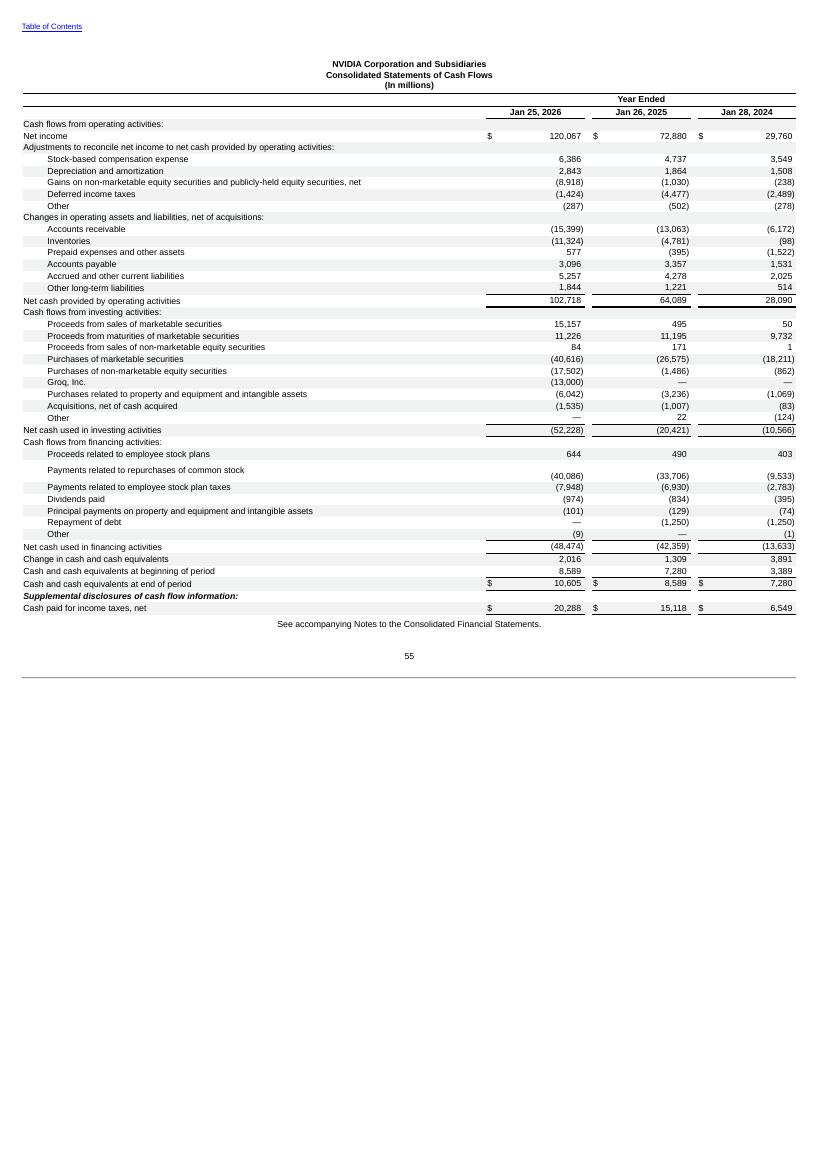 Table of Contents
NVIDIA Corporation and Subsidiaries
Consolidated Statements of Cash Flows
(In millions)
Year Ended
Jan 25, 2026 Jan 26, 2025 Jan 28, 2024
Cash flows from operating activities:
Net income $ 120,067 $ 72,880 $ 29,760
Adjustments to reconcile net income to net cash provided by operating activities:
Stock-based compensation expense 6,386 4,737 3,549
Depreciation and amortization 2,843 1,864 1,508
Gains on non-marketable equity securities and publicly-held equity securities, net (8,918) (1,030) (238)
Deferred income taxes (1,424) (4,477) (2,489)
Other (287) (502) (278)
Changes in operating assets and liabilities, net of acquisitions:
Accounts receivable (15,399) (13,063) (6,172)
Inventories (11,324) (4,781) (98)
Prepaid expenses and other assets 577 (395) (1,522)
Accounts payable 3,096 3,357 1,531
Accrued and other current liabilities 5,257 4,278 2,025
Other long-term liabilities 1,844 1,221 514
Net cash provided by operating activities 102,718 64,089 28,090
Cash flows from investing activities:
Proceeds from sales of marketable securities 15,157 495 50
Proceeds from maturities of marketable securities 11,226 11,195 9,732
Proceeds from sales of non-marketable equity securities 84 171 1
Purchases of marketable securities (40,616) (26,575) (18,211)
Purchases of non-marketable equity securities (17,502) (1,486) (862)
Groq, Inc. (13,000) — —
Purchases related to property and equipment and intangible assets (6,042) (3,236) (1,069)
Acquisitions, net of cash acquired (1,535) (1,007) (83)
Other — 22 (124)
Net cash used in investing activities (52,228) (20,421) (10,566)
Cash flows from financing activities:
Proceeds related to employee stock plans 644 490 403
Payments related to repurchases of common stock (40,086) (33,706) (9,533)
Payments related to employee stock plan taxes (7,948) (6,930) (2,783)
Dividends paid (974) (834) (395)
Principal payments on property and equipment and intangible assets (101) (129) (74)
Repayment of debt — (1,250) (1,250)
Other (9) — (1)
Net cash used in financing activities (48,474) (42,359) (13,633)
Change in cash and cash equivalents 2,016 1,309 3,891
Cash and cash equivalents at beginning of period 8,589 7,280 3,389
Cash and cash equivalents at end of period $ 10,605 $ 8,589 $ 7,280
Supplemental disclosures of cash flow information:
Cash paid for income taxes, net $ 20,288 $ 15,118 $ 6,549
See accompanying Notes to the Consolidated Financial Statements.
55